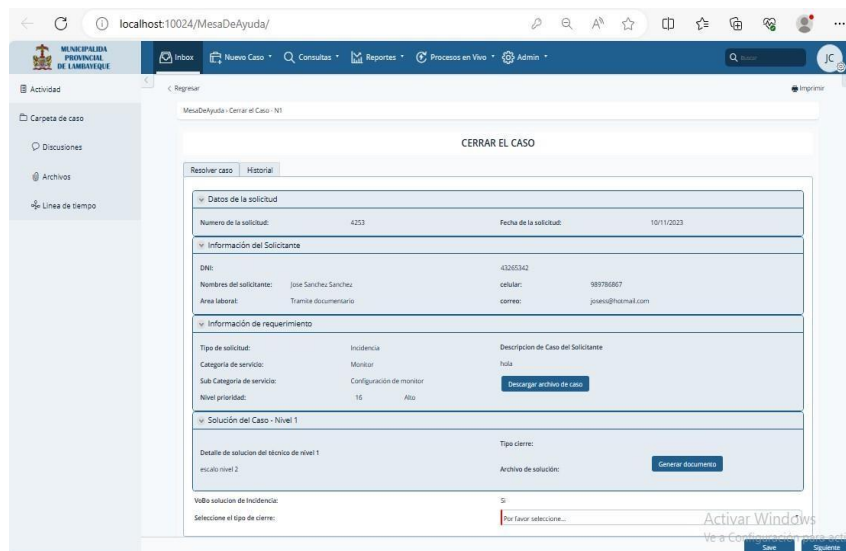 localhost:10024/MesaDeAyuda/
MUNICIPALIDA
PROVINCIAL
DE LAMBAYEQUE
Inbox Nuevo Caso Consultas Reportes Procesos en Vivo Admin Buscar JC
Actividad
Carpeta de caso
Discusiones
Archivos
Linea de tiempo
< Regresar Imprimir
MesaDeAyuda › Cerrar el Caso - N1
CERRAR EL CASO
Resolver caso Historial
Datos de la solicitud
Numero de la solicitud: 4253 Fecha de la solicitud: 10/11/2023
Información del Solicitante
DNI: 43265342
Nombres del solicitante: Jose Sanchez Sanchez celular: 989786867
Area laboral: Tramite documentario correo: josess@hotmail.com
Información de requerimiento
Tipo de solicitud: Incidencia Descripcion de Caso del Solicitante
Categoria de servicio: Monitor hola
Sub Categoria de servicio: Configuración de monitor Descargar archivo de caso
Nivel prioridad: 16 Alto
Solución del Caso - Nivel 1
Tipo cierre:
Detalle de solucion del técnico de nivel 1
escalo nivel 2 Archivo de solución: Generar documento
VoBo solucion de Incidencia: Si
Seleccione el tipo de cierre: Por favor seleccione...
Activar Windows
Ve a Configuración para acti
Save Siguiente